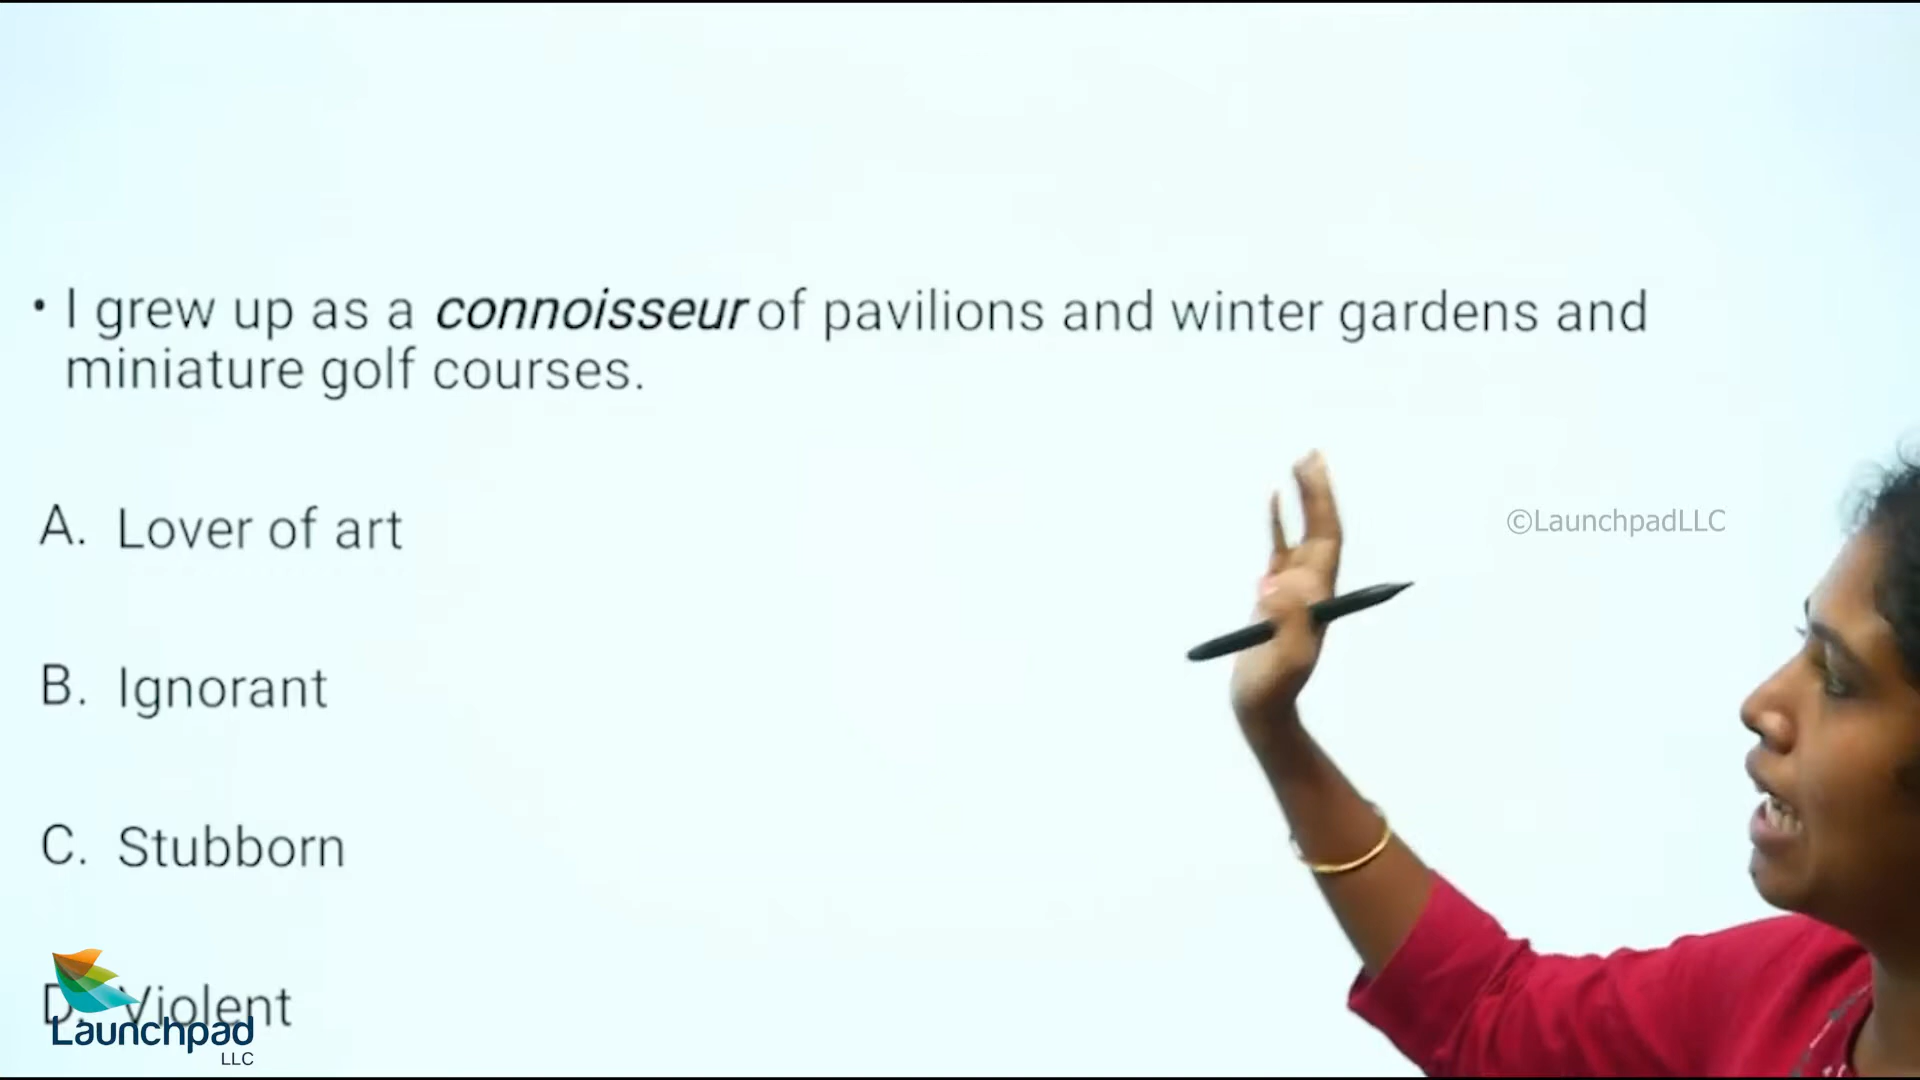 • I grew up as a connoisseur of pavilions and winter gardens and
miniature golf courses.
A. Lover of art
©LaunchpadLLC
B. Ignorant
C. Stubborn
D. Violent
Launchpad
LLC